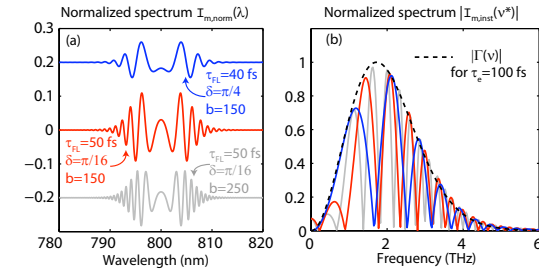 Normalized spectrum I_m,norm(λ)
Normalized spectrum |I_m,inst(ν*)|
(a)
0.3
0.2
0.1
0
−0.1
−0.2
τ_FL=40 fs
δ=π/4
b=150
τ_FL=50 fs
δ=π/16
b=150
τ_FL=50 fs
δ=π/16
b=250
780
790
800
810
820
Wavelength (nm)
(b)
|Γ(ν)|
for τ_e=100 fs
1
0.8
0.6
0.4
0.2
0
0
2
4
6
Frequency (THz)